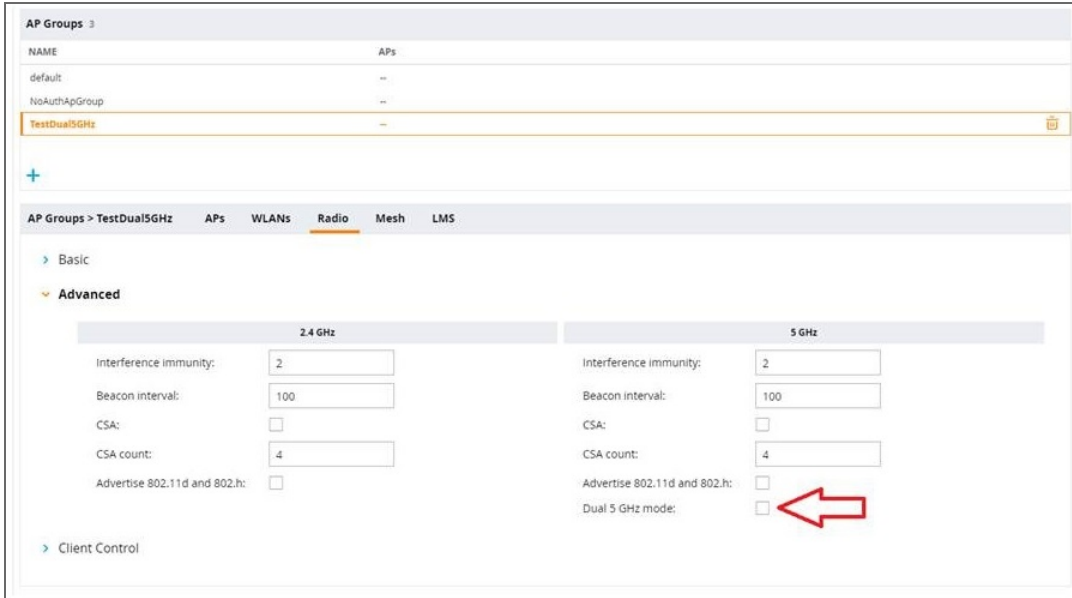 AP Groups 3
NAME APs
default --
NoAuthApGroup --
TestDual5GHz --
+
AP Groups > TestDual5GHz APs WLANs Radio Mesh LMS
> Basic
Advanced
2.4 GHz 5 GHz
Interference immunity: 2 Interference immunity: 2
Beacon interval: 100 Beacon interval: 100
CSA: CSA:
CSA count: 4 CSA count: 4
Advertise 802.11d and 802.h: Advertise 802.11d and 802.h:
Dual 5 GHz mode:
> Client Control